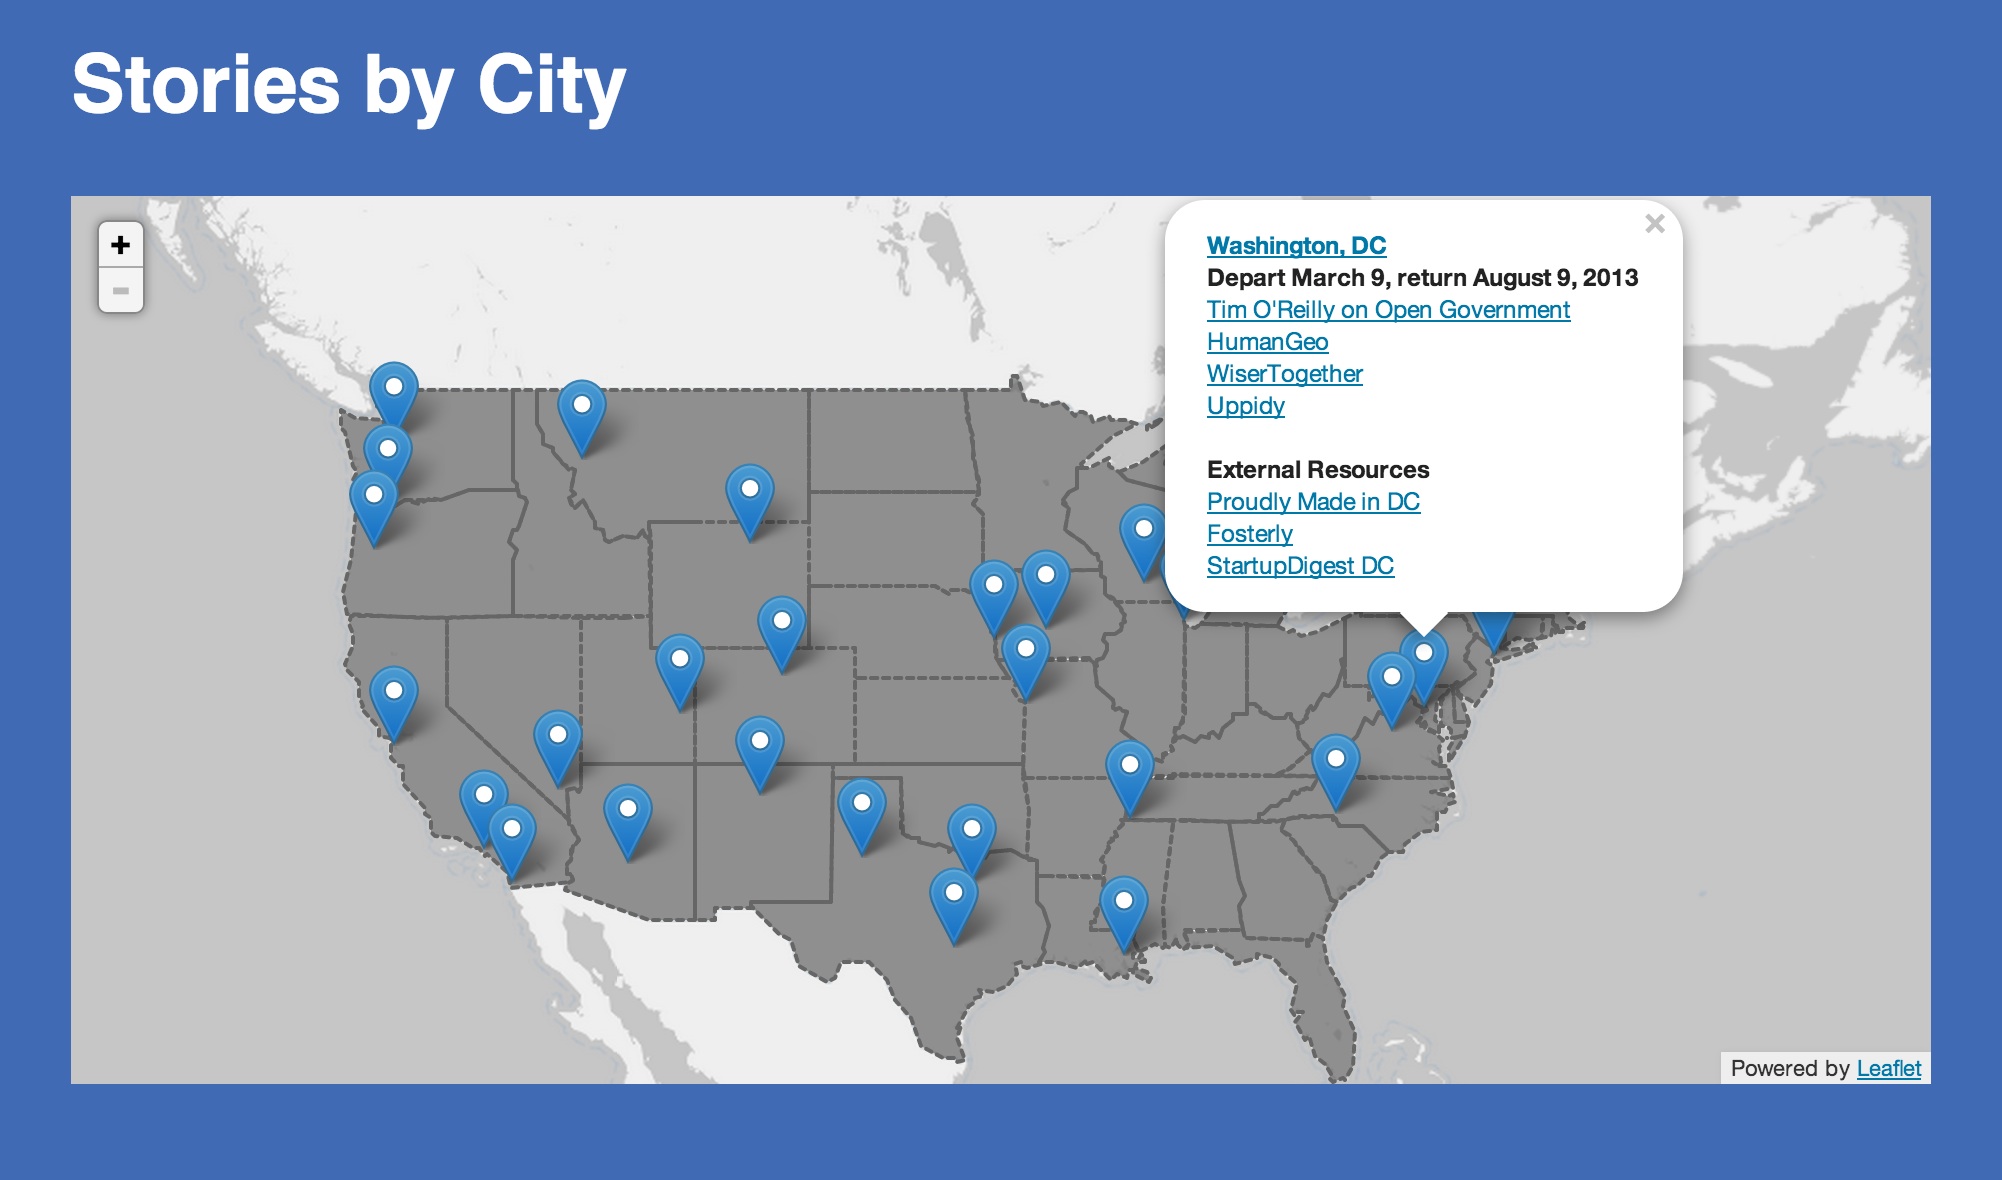 Stories by City
+
−
×
Washington, DC
Depart March 9, return August 9, 2013
Tim O'Reilly on Open Government
HumanGeo
WiserTogether
Uppidy
External Resources
Proudly Made in DC
Fosterly
StartupDigest DC
Powered by Leaflet